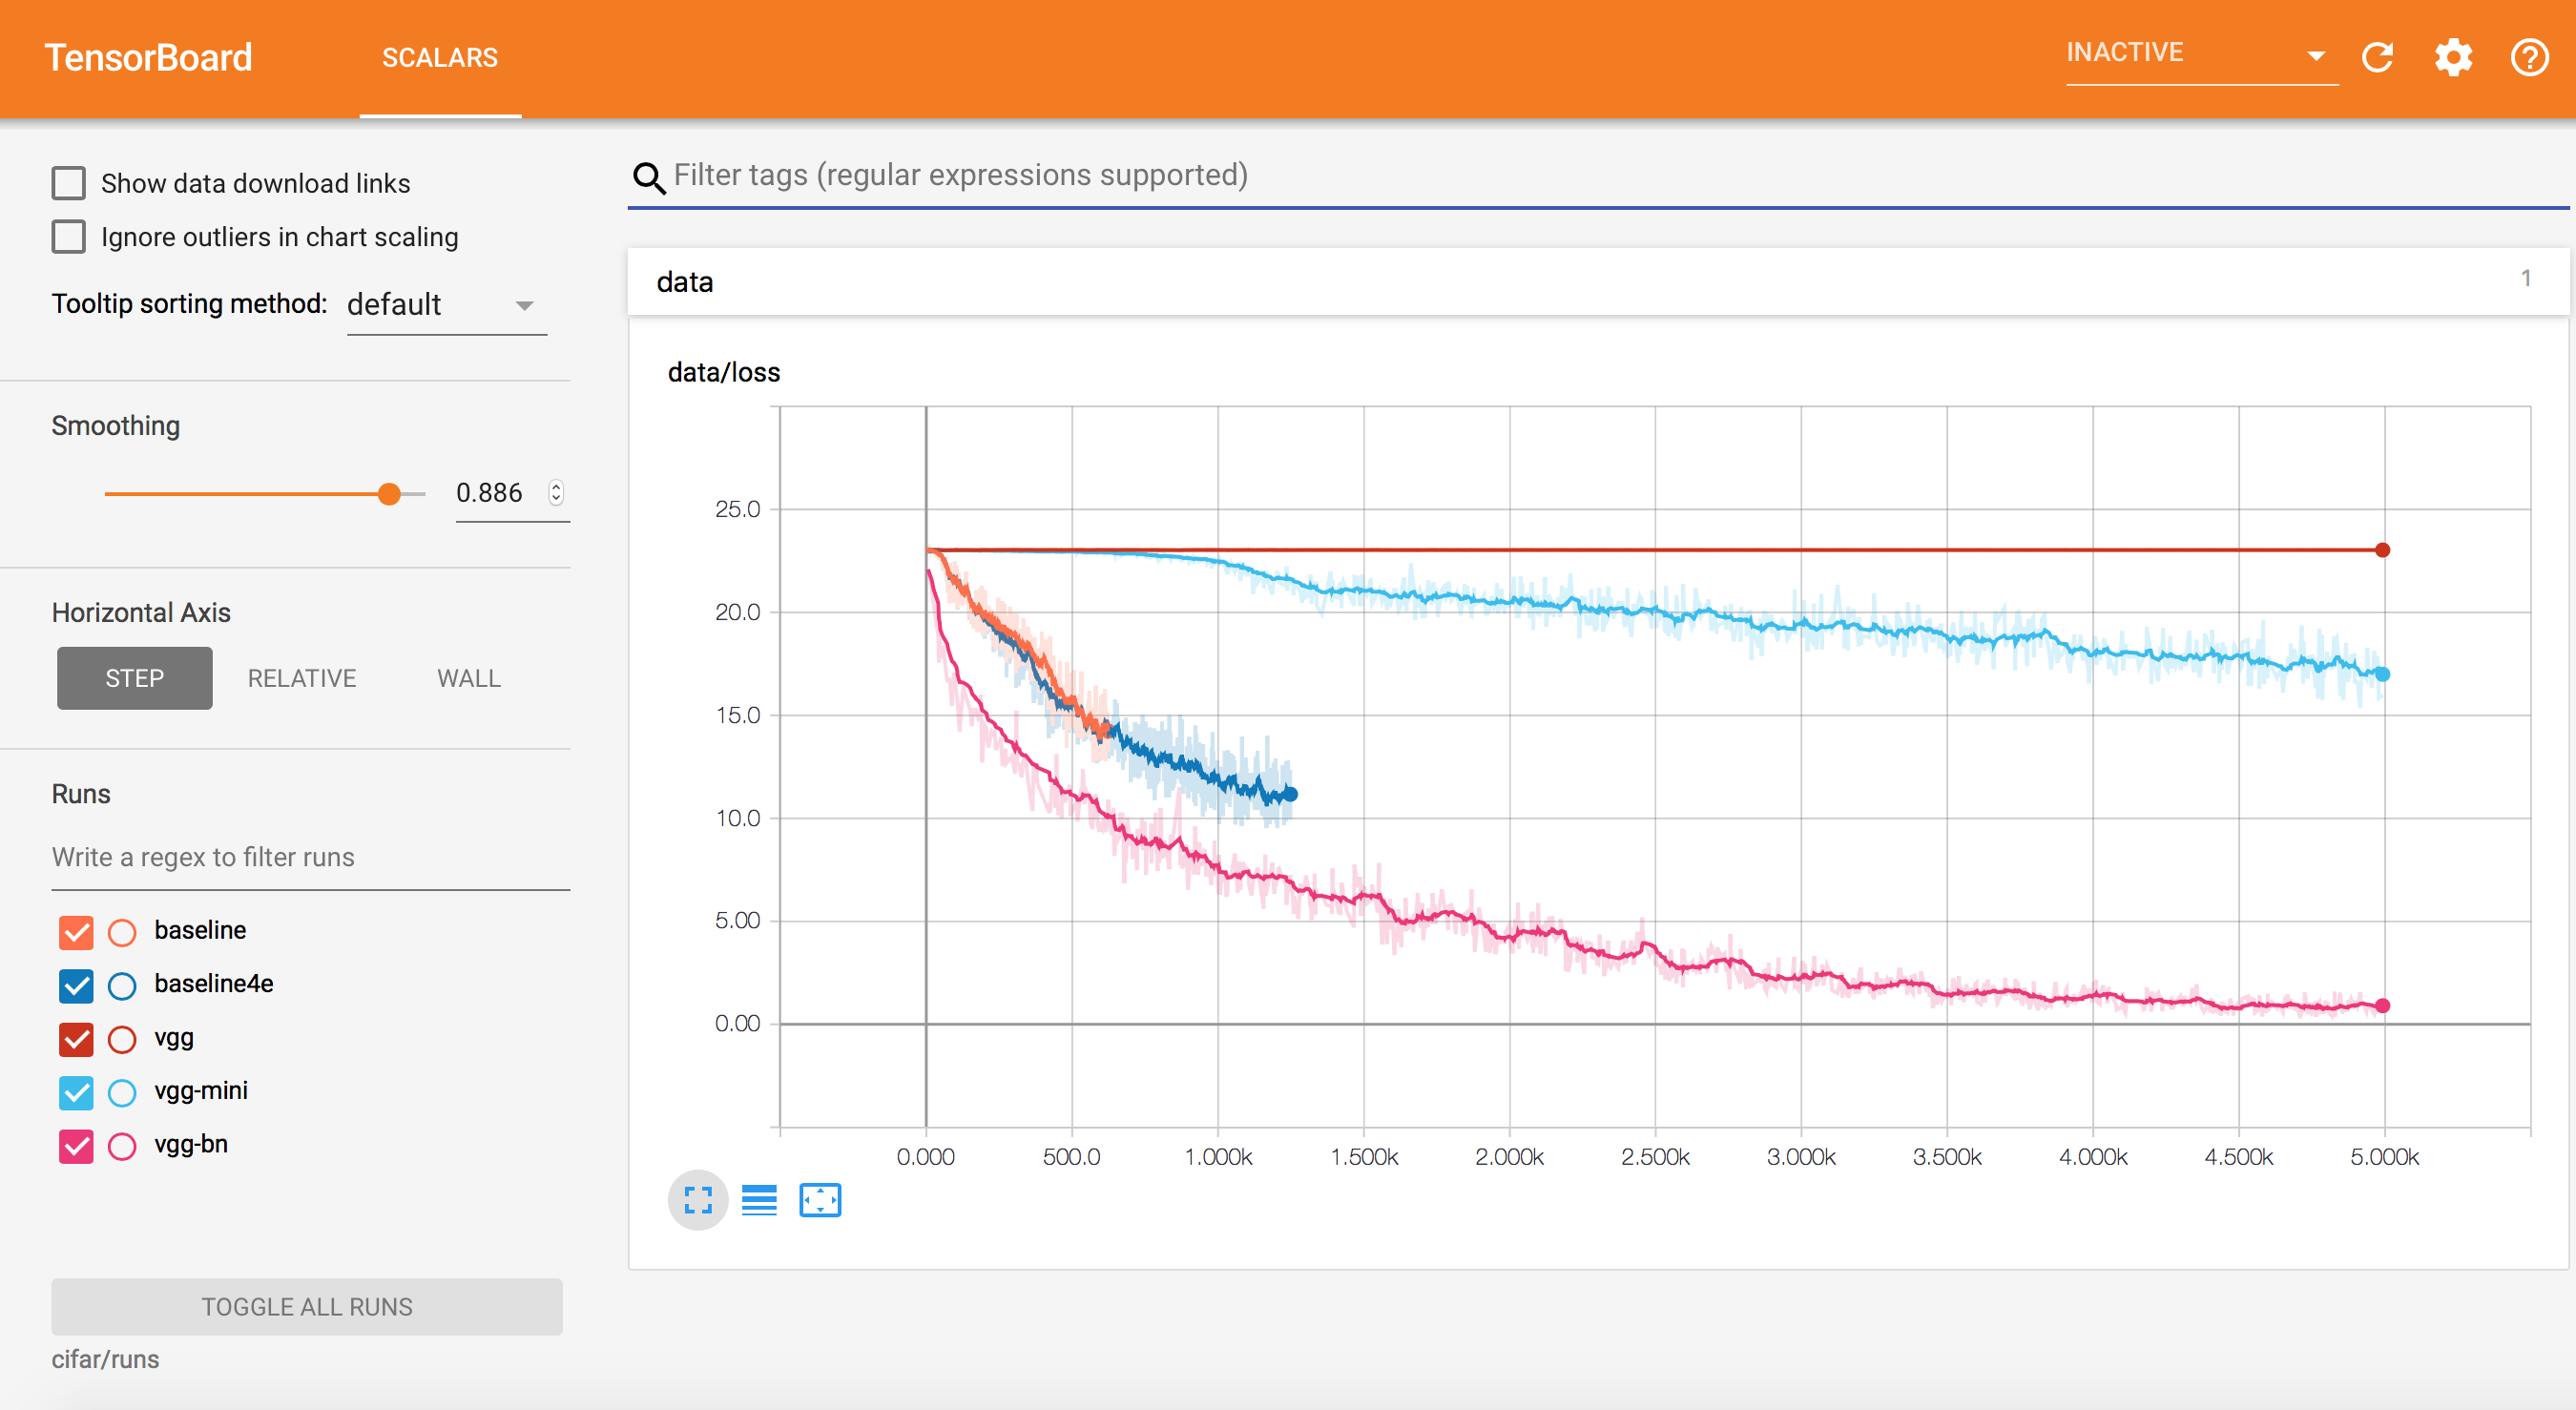 TensorBoard
SCALARS
INACTIVE
Show data download links
Ignore outliers in chart scaling
Tooltip sorting method: default
Smoothing
0.886
Horizontal Axis
STEP RELATIVE WALL
Runs
Write a regex to filter runs
baseline
baseline4e
vgg
vgg-mini
vgg-bn
TOGGLE ALL RUNS
cifar/runs
Filter tags (regular expressions supported)
data 1
data/loss
25.0
20.0
15.0
10.0
5.00
0.00
0.000 500.0 1.000k 1.500k 2.000k 2.500k 3.000k 3.500k 4.000k 4.500k 5.000k